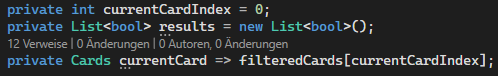 private int currentCardIndex = 0;
private List<bool> results = new List<bool>();
12 Verweise | 0 Änderungen | 0 Autoren, 0 Änderungen
private Cards currentCard => filteredCards[currentCardIndex];